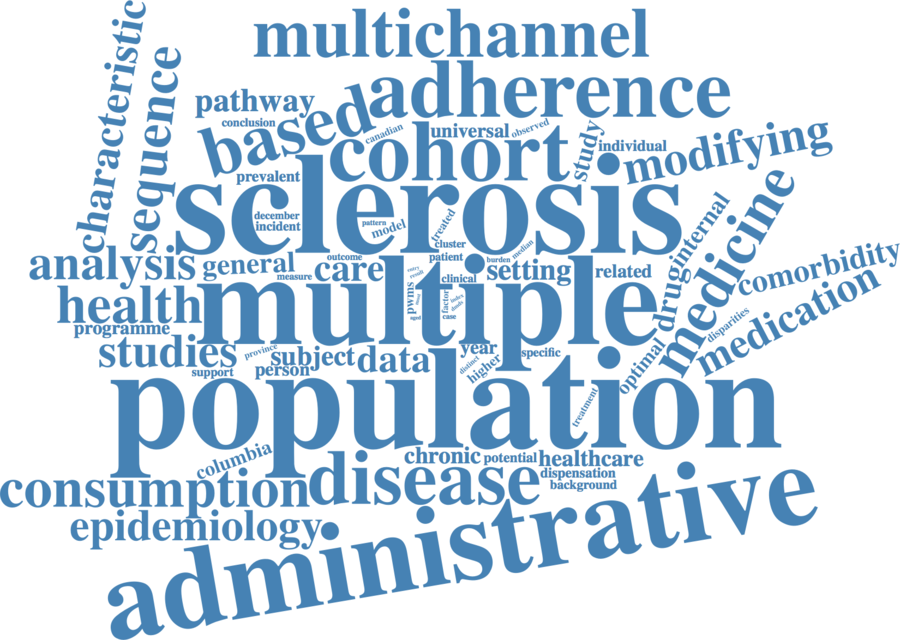 multichannel
characteristic
sequence
adherence
pathway
based
conclusion
canadian
universal
observed
cohort
study
individual
modifying
prevalent
sclerosis
december
incident
pattern
model
treated
cluster
internal
medicine
analysis
general
measure
outcome
care
patient
burden
median
setting
related
drug
comorbidity
health
programme
multiple
entry
result
pwms
clinical
factor
index
case
aged
medication
disparities
studies
province
support
subject
person
data
year
distinct
higher
specific
optimal
population
treatment
columbia
chronic
potential
healthcare
consumption
disease
dispensation
background
epidemiology
administrative